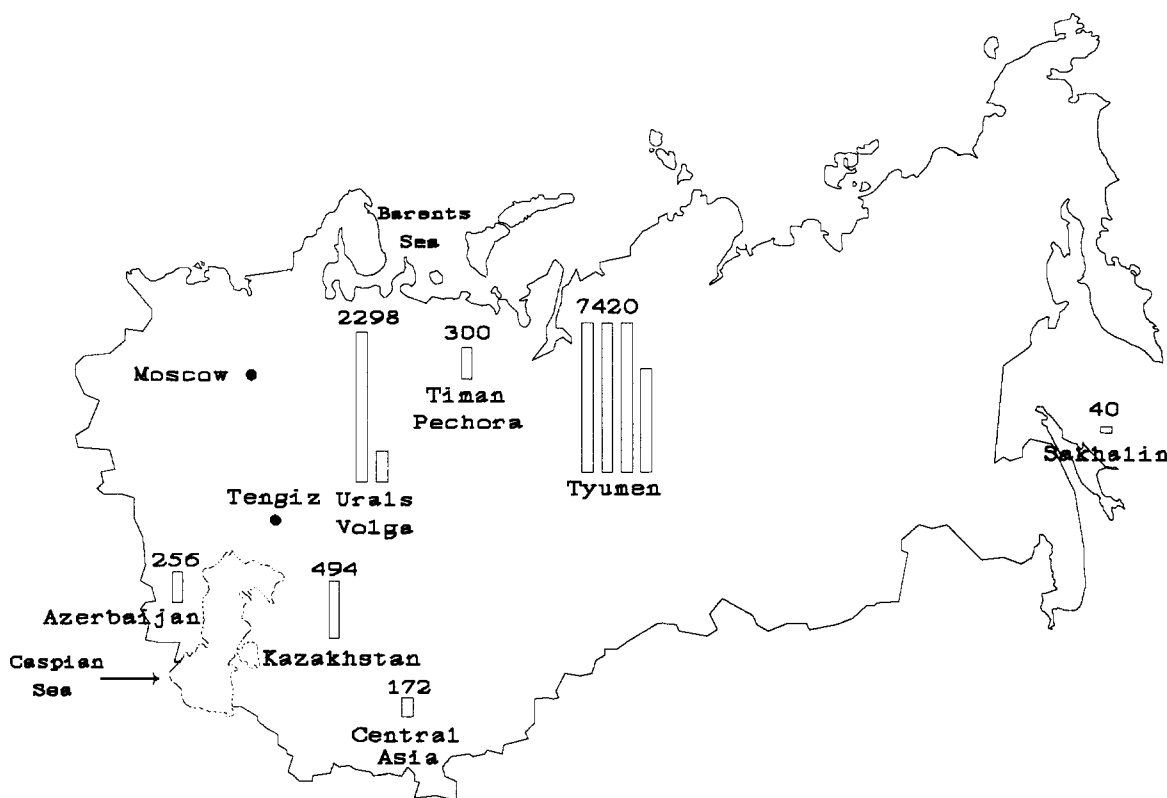 Barents
Sea
2298
300
7420
Moscow
Timan
Pechora
40
Sakhalin
Tyumen
Tengiz
Urals
Volga
256
494
Azerbaijan
Kazakhstan
Caspian
Sea
172
Central
Asia